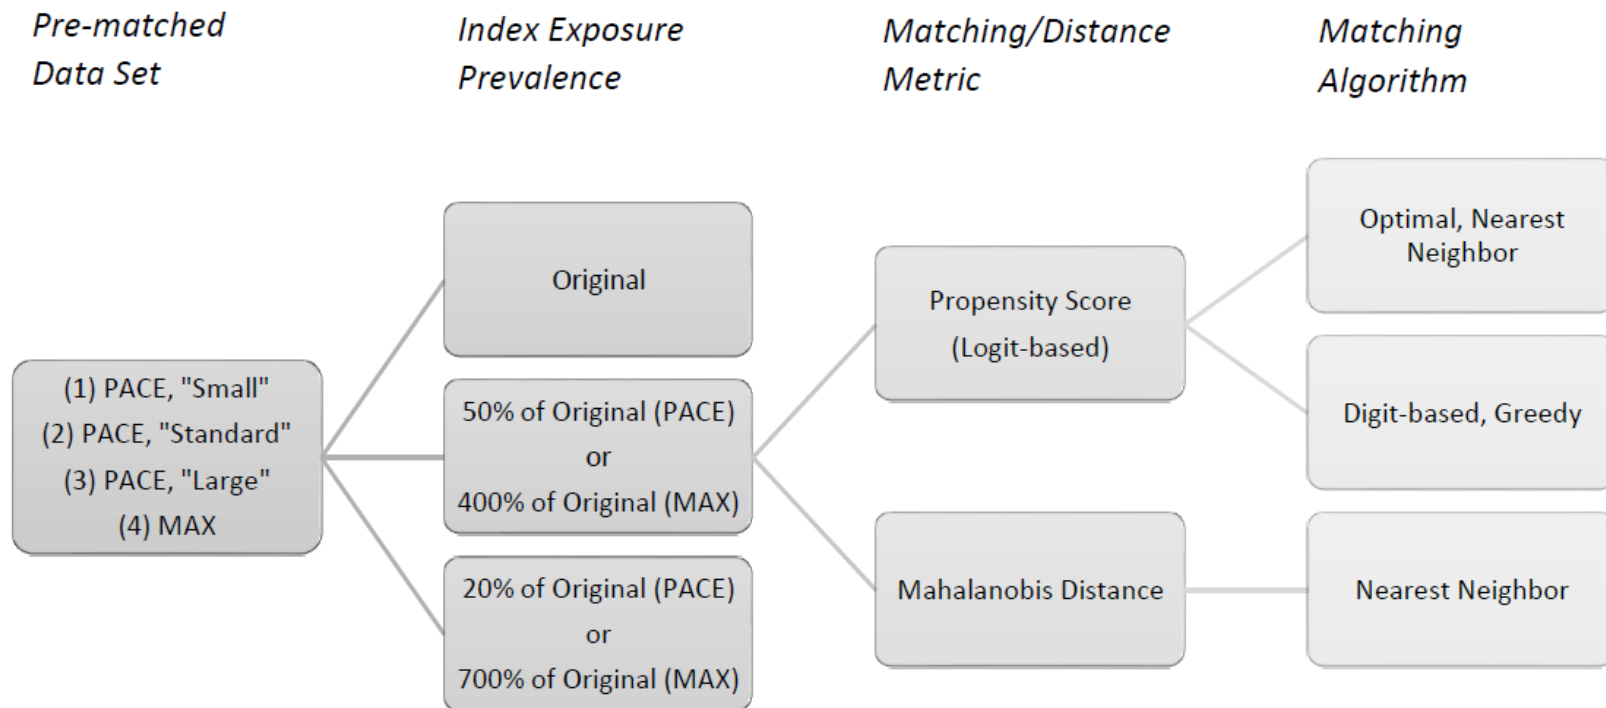 Pre-matched
Data Set
Index Exposure
Prevalence
Matching/Distance
Metric
Matching
Algorithm
(1) PACE, "Small"
(2) PACE, "Standard"
(3) PACE, "Large"
(4) MAX
Original
50% of Original (PACE)
or
400% of Original (MAX)
20% of Original (PACE)
or
700% of Original (MAX)
Propensity Score
(Logit-based)
Mahalanobis Distance
Optimal, Nearest
Neighbor
Digit-based, Greedy
Nearest Neighbor